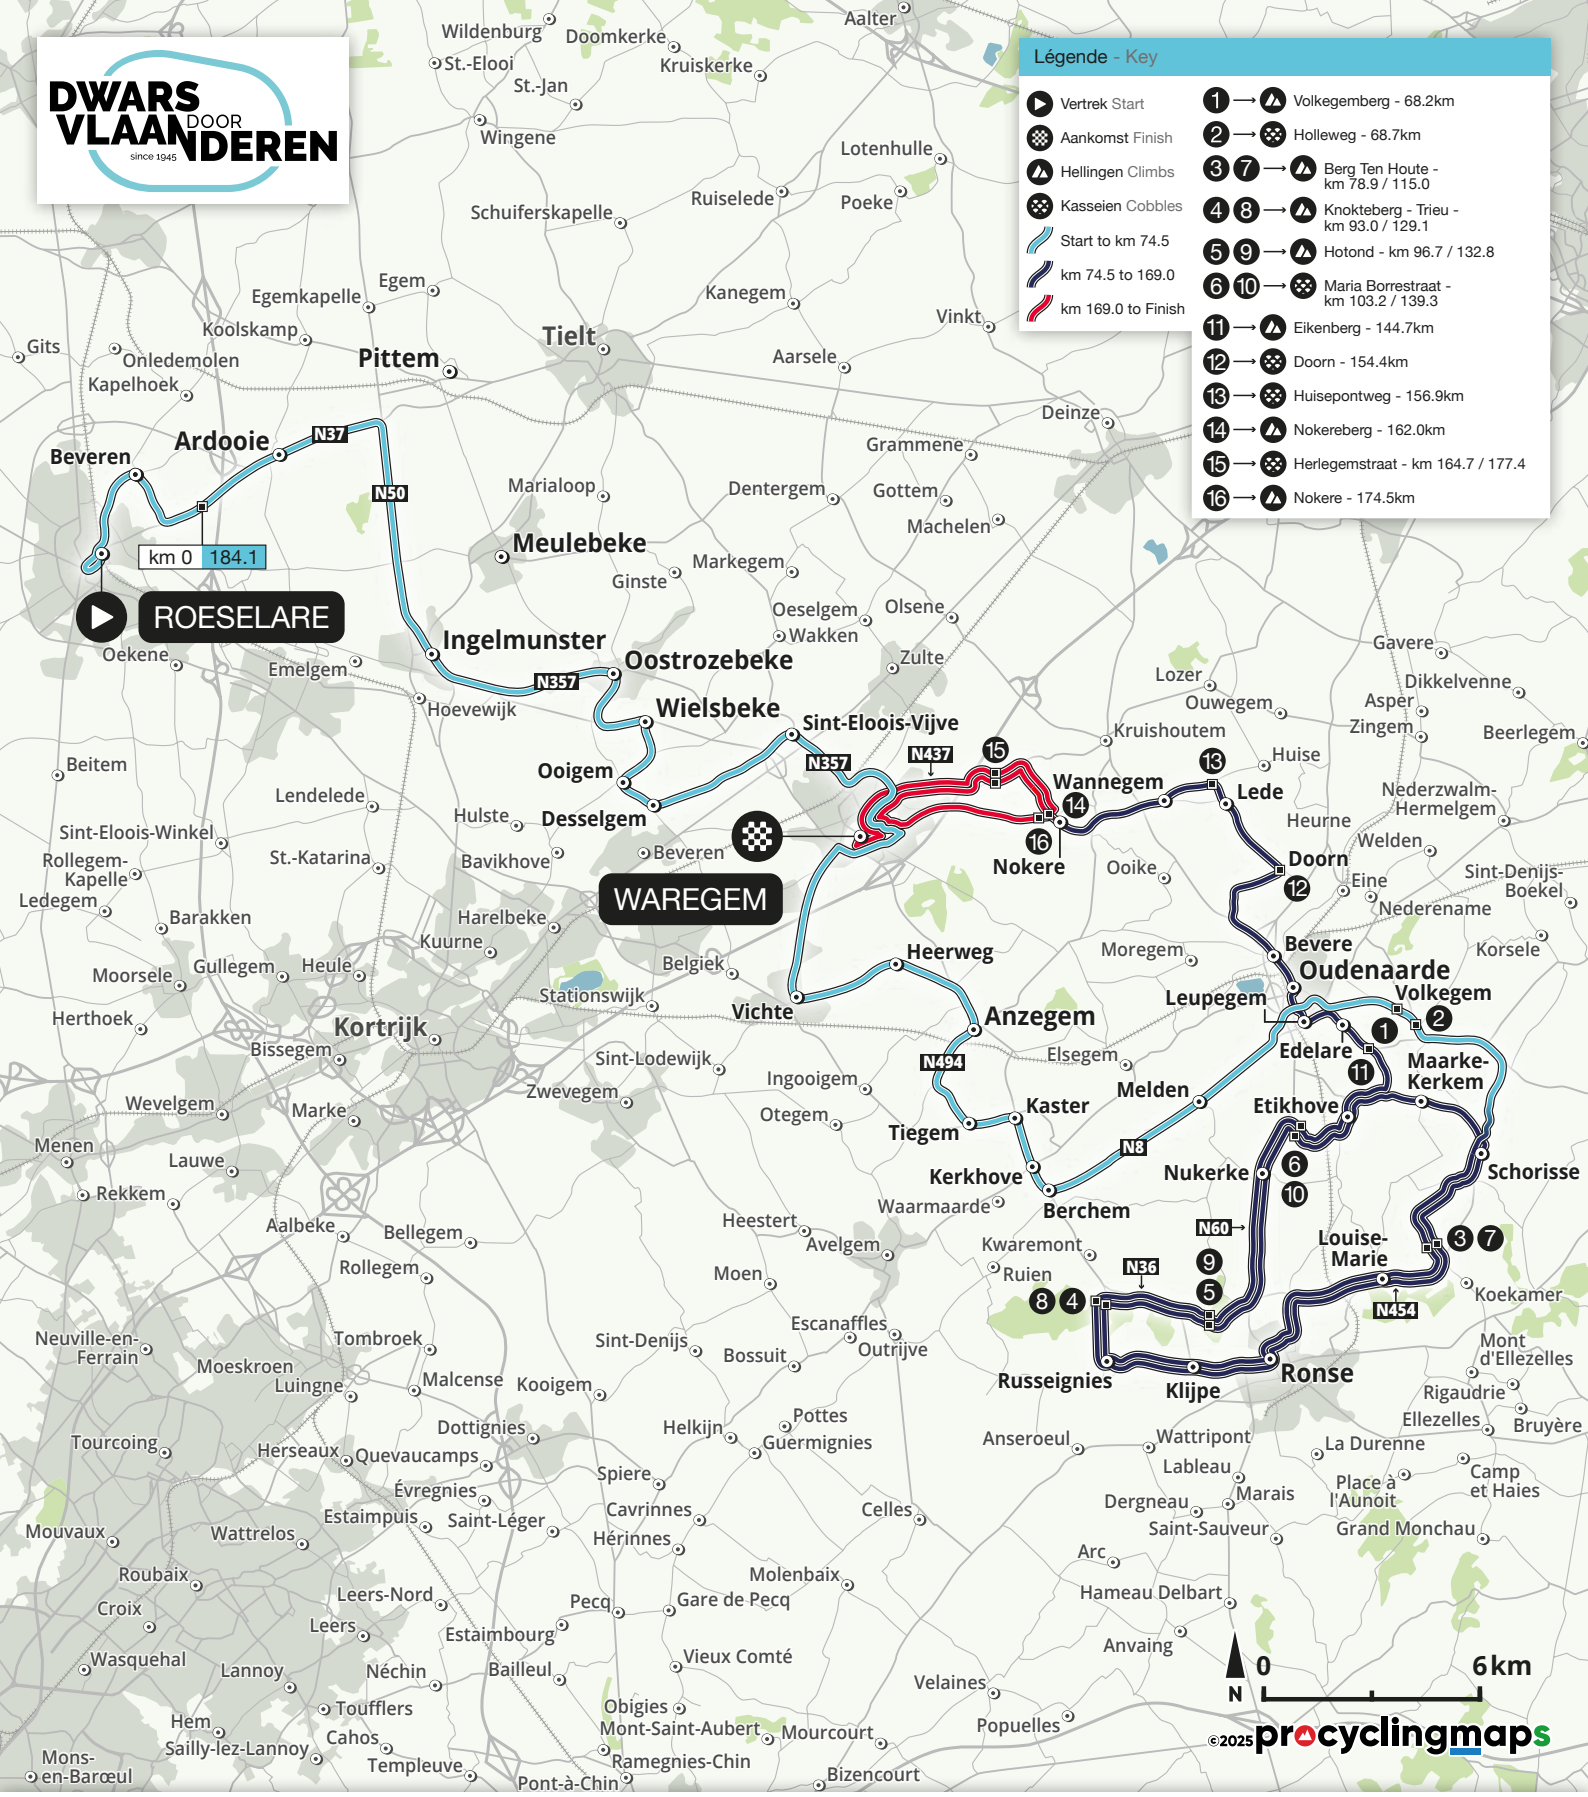 DWARS
DOOR
VLAANDEREN
since 1945
Légende - Key
Vertrek Start
Aankomst Finish
Hellingen Climbs
Kasseien Cobbles
Start to km 74.5
km 74.5 to 169.0
km 169.0 to Finish
1 → Volkegemberg - 68.2km
2 → Holleweg - 68.7km
3 7 → Berg Ten Houte -
km 78.9 / 115.0
4 8 → Knokteberg - Trieu -
km 93.0 / 129.1
5 9 → Hotond - km 96.7 / 132.8
6 10 → Maria Borrestraat -
km 103.2 / 139.3
11 → Eikenberg - 144.7km
12 → Doorn - 154.4km
13 → Huisepontweg - 156.9km
14 → Nokereberg - 162.0km
15 → Herlegemstraat - km 164.7 / 177.4
16 → Nokere - 174.5km
Aalter
Wildenburg
Doomkerke
St.-Elooi
Kruiskerke
St.-Jan
Wingene
Lotenhulle
Ruiselede
Poeke
Schuiferskapelle
Egem
Egemkapelle
Kanegem
Koolskamp
Vinkt
Tielt
Gits
Onledemolen
Pittem
Aarsele
Kapelhoek
Deinze
N37
Ardooie
Grammene
Beveren
N50
Marialoop
Dentergem
Gottem
Machelen
Meulebeke
km 0 184.1
Markegem
Ginste
ROESELARE
Oeselgem
Olsene
Wakken
Ingelmunster
Gavere
Oekene
Emelgem
Oostrozebeke
Zulte
Lozer
Dikkelvenne
N357
Ouwegem
Asper
Hoevewijk
Wielsbeke
Sint-Eloois-Vijve
Zingem
Kruishoutem
Beerlegem
15
N437
Huise
13
N357
Beitem
Ooigem
Wannegem
Lede
Nederzwalm-
Hermelgem
Lendelede
14
Hulste
Desselgem
Heurne
Sint-Eloois-Winkel
16
Welden
Beveren
Rollegem-
Kapelle
St.-Katarina
Bavikhove
Nokere
Ooike
Doorn
Sint-Denijs-
Boekel
12
Eine
WAREGEM
Ledegem
Nederename
Barakken
Harelbeke
Kuurne
Bevere
Heerweg
Moregem
Korsele
Moorsele
Gullegem
Heule
Belgiek
Oudenaarde
Stationswijk
Leupegem
Volkegem
Vichte
Herthoek
Kortrijk
Anzegem
2
1
Bissegem
Sint-Lodewijk
Elsegem
Edelare
N494
Maarke-
Kerkem
11
Zwevegem
Ingooigem
Melden
Wevelgem
Marke
Otegem
Kaster
Etikhove
Tiegem
Menen
N8
Lauwe
6
Nukerke
Schorisse
Kerkhove
Rekkem
10
Waarmaarde
Berchem
Heestert
Aalbeke
Bellegem
N60
Avelgem
Kwaremont
Louise-
Marie
3 7
Rollegem
Moen
Ruien
9
N36
8 4
5
Koekamer
N454
Neuville-en-
Ferrain
Tombroek
Escanaffles
Sint-Denijs
Outrijve
Mont
d'Ellezelles
Moeskroen
Bossuit
Luingne
Malcense
Kooigem
Russeignies
Klijpe
Ronse
Rigaudrie
Dottignies
Helkijn
Pottes
Ellezelles
Bruyère
Tourcoing
Herseaux
Quevaucamps
Guermignies
Anseroeul
Wattripont
La Durenne
Spiere
Lableau
Camp
et Haies
Évregnies
Place à
l'Aunoit
Marais
Dergneau
Estaimpuis
Saint-Léger
Cavrinnes
Celles
Mouvaux
Wattrelos
Hérinnes
Saint-Sauveur
Grand Monchau
Arc
Roubaix
Molenbaix
Leers-Nord
Hameau Delbart
Croix
Pecq
Gare de Pecq
Leers
Estaimbourg
Anvaing
Wasquehal
Vieux Comté
Lannoy
Néchin
Bailleul
0 6km
Velaines
N
Toufflers
Obigies
Hem
Mont-Saint-Aubert
Mourcourt
Popuelles
Sailly-lez-Lannoy
Cahos
©2025 procyclingmaps
Mons-
en-Barœul
Templeuve
Ramegnies-Chin
Pont-à-Chin
Bizencourt